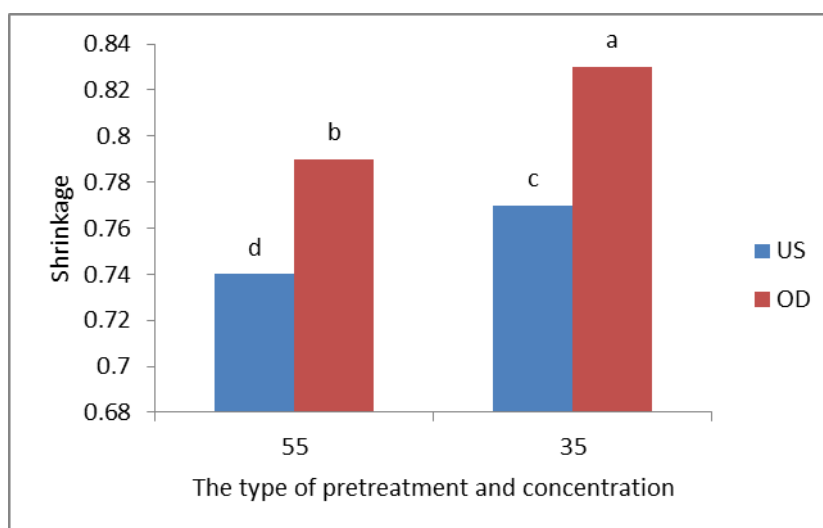 0.84
0.82
0.8
0.78
0.76
0.74
0.72
0.7
0.68
Shrinkage
d
b
c
a
55
35
The type of pretreatment and concentration
US
OD